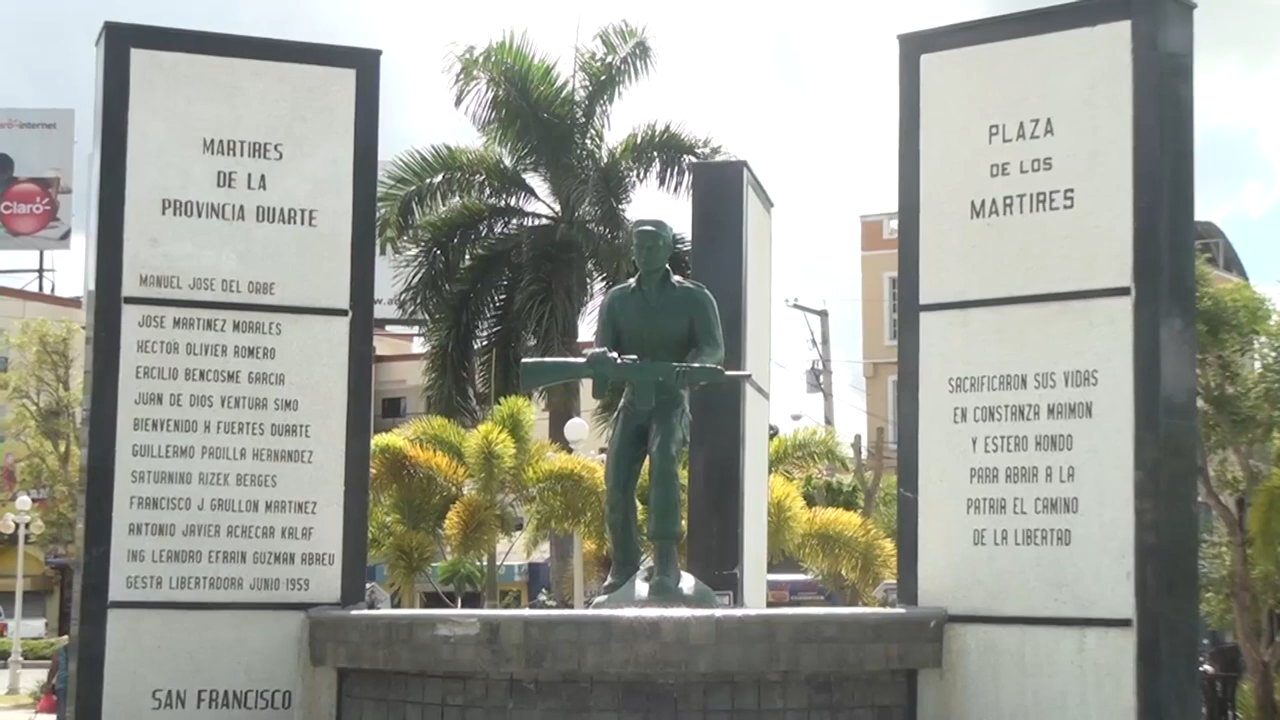 MARTIRES
DE LA
PROVINCIA DUARTE
MANUEL JOSE DEL ORBE
JOSE MARTINEZ MORALES
HECTOR OLIVIER ROMERO
ERCILIO BENCOSME GARCIA
JUAN DE DIOS VENTURA SIMO
BIENVENIDO H FUERTES DUARTE
GUILLERMO PADILLA HERNANDEZ
SATURNINO RIZEK BERGES
FRANCISCO J. GRULLON MARTINEZ
ANTONIO JAVIER ACHECAR KALAF
ING LEANDRO EFRAIN GUZMAN ABREU
GESTA LIBERTADORA JUNIO 1959
SAN FRANCISCO
PLAZA
DE LOS
MARTIRES
SACRIFICARON SUS VIDAS
EN CONSTANZA MAIMON
Y ESTERO HONDO
PARA ABRIR A LA
PATRIA EL CAMINO
DE LA LIBERTAD
internet
Claro